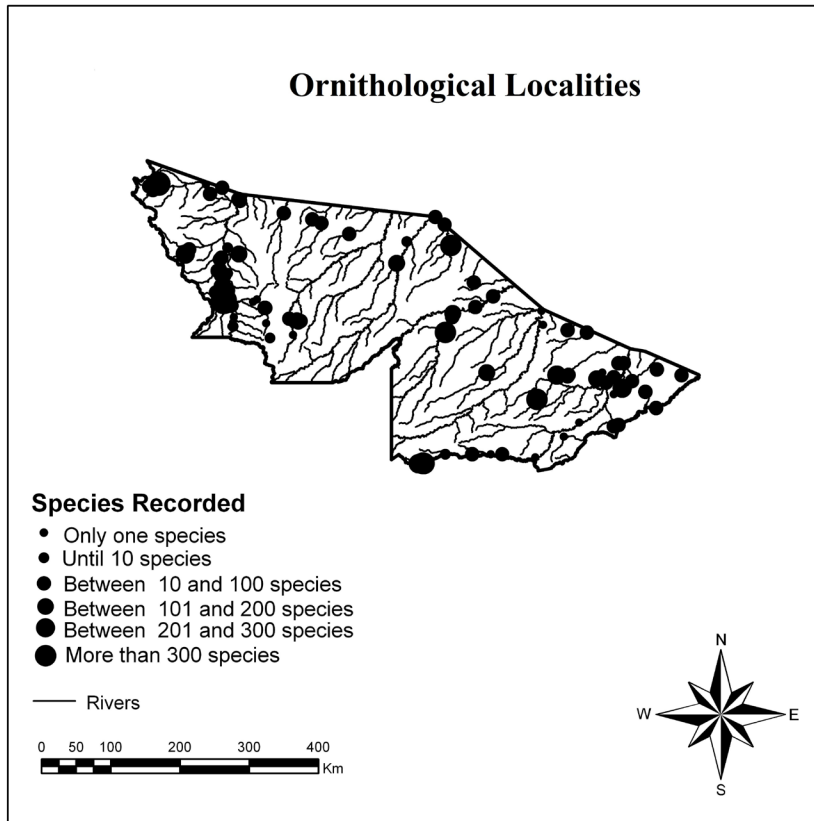 Ornithological Localities
Species Recorded
Only one species
Until 10 species
Between 10 and 100 species
Between 101 and 200 species
Between 201 and 300 species
More than 300 species
Rivers
0 50 100 200 300 400
Km
N
W E
S